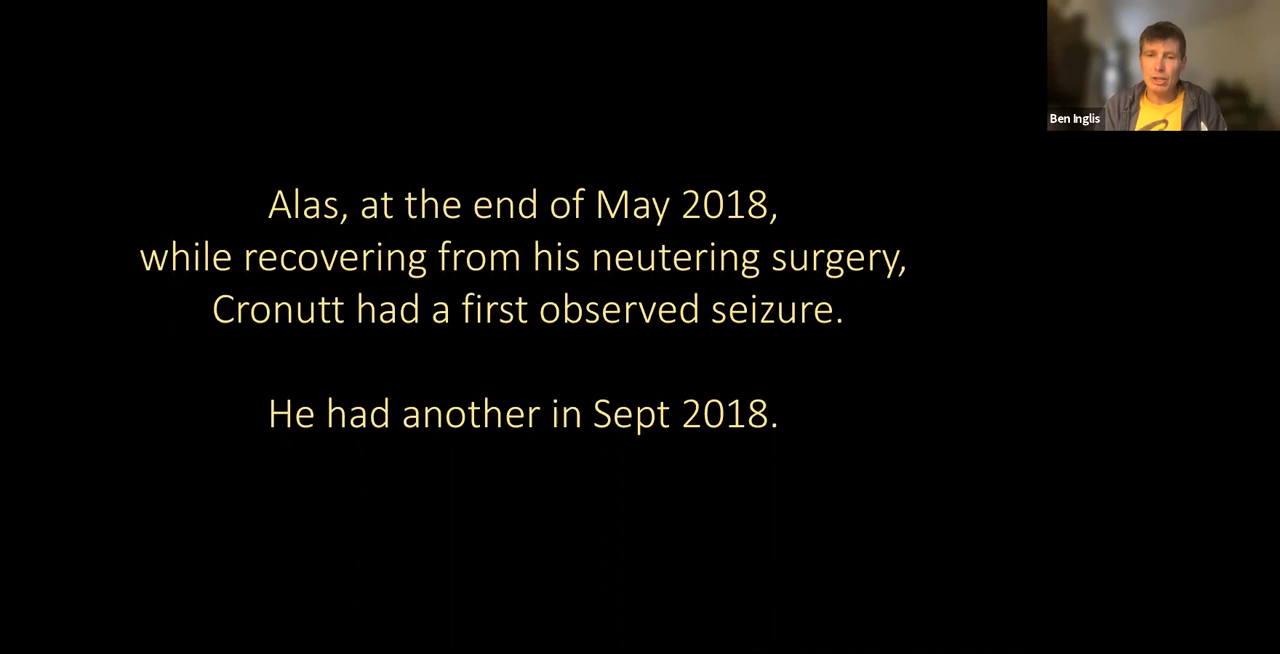 Ben Inglis
Alas, at the end of May 2018,
while recovering from his neutering surgery,
Cronutt had a first observed seizure.
He had another in Sept 2018.